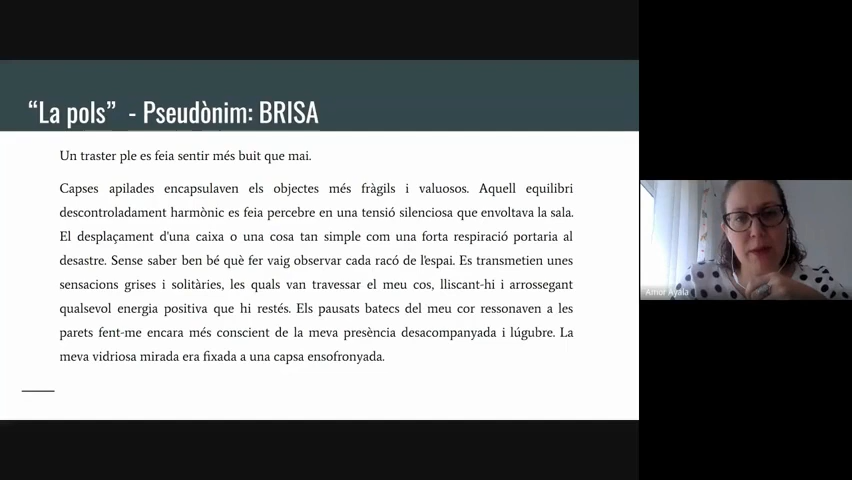 “La pols” - Pseudònim: BRISA
Un traster ple es feia sentir més buit que mai.
Capses apilades encapsulaven els objectes més fràgils i valuosos. Aquell equilibri
descontroladament harmònic es feia percebre en una tensió silenciosa que envoltava la sala.
El desplaçament d'una caixa o una cosa tan simple com una forta respiració portaria al
desastre. Sense saber ben bé què fer vaig observar cada racó de l'espai. Es transmetien unes
sensacions grises i solitàries, les quals van travessar el meu cos, lliscant-hi i arrossegant
qualsevol energia positiva que hi restés. Els pausats batecs del meu cor ressonaven a les
parets fent-me encara més conscient de la meva presència desacompanyada i lúgubre. La
meva vidriosa mirada era fixada a una capsa ensofronyada.
Amor Ayala